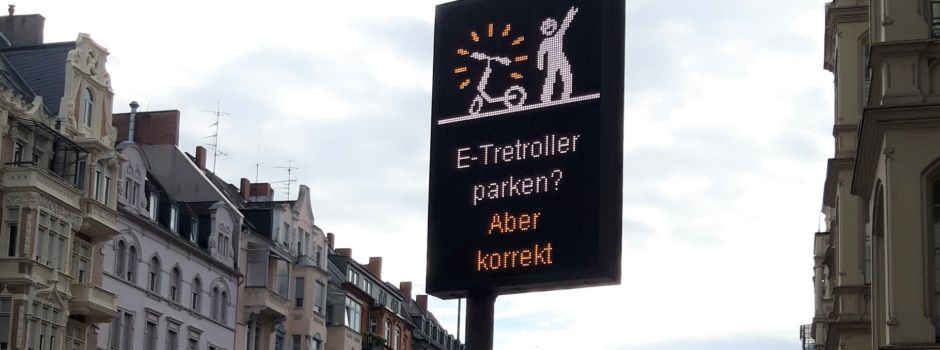 E-Tretroller
parken?
Aber
korrekt